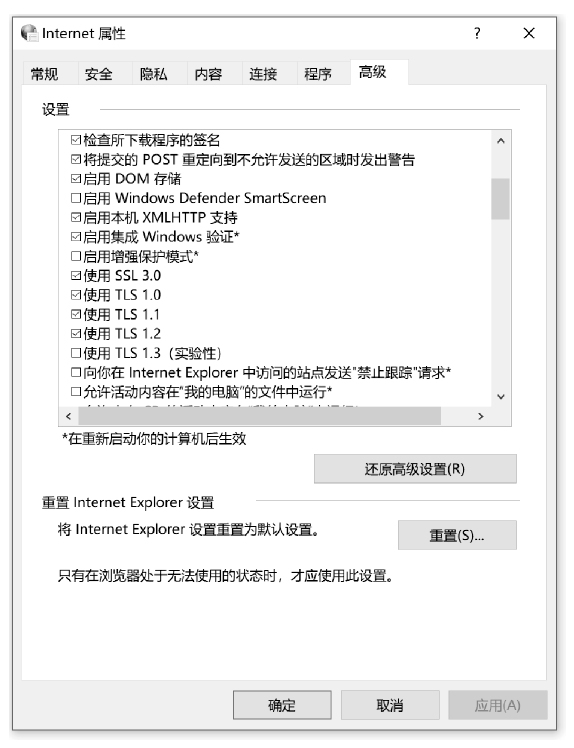 Internet 属性
?
常规 安全 隐私 内容 连接 程序 高级
设置
检查所下载程序的签名
将提交的 POST 重定向到不允许发送的区域时发出警告
启用 DOM 存储
启用 Windows Defender SmartScreen
启用本机 XMLHTTP 支持
启用集成 Windows 验证*
启用增强保护模式*
使用 SSL 3.0
使用 TLS 1.0
使用 TLS 1.1
使用 TLS 1.2
使用 TLS 1.3（实验性）
向你在 Internet Explorer 中访问的站点发送"禁止跟踪"请求*
允许活动内容在"我的电脑"的文件中运行*
*在重新启动你的计算机后生效
还原高级设置(R)
重置 Internet Explorer 设置
将 Internet Explorer 设置重置为默认设置。
重置(S)...
只有在浏览器处于无法使用的状态时，才应使用此设置。
确定 取消 应用(A)